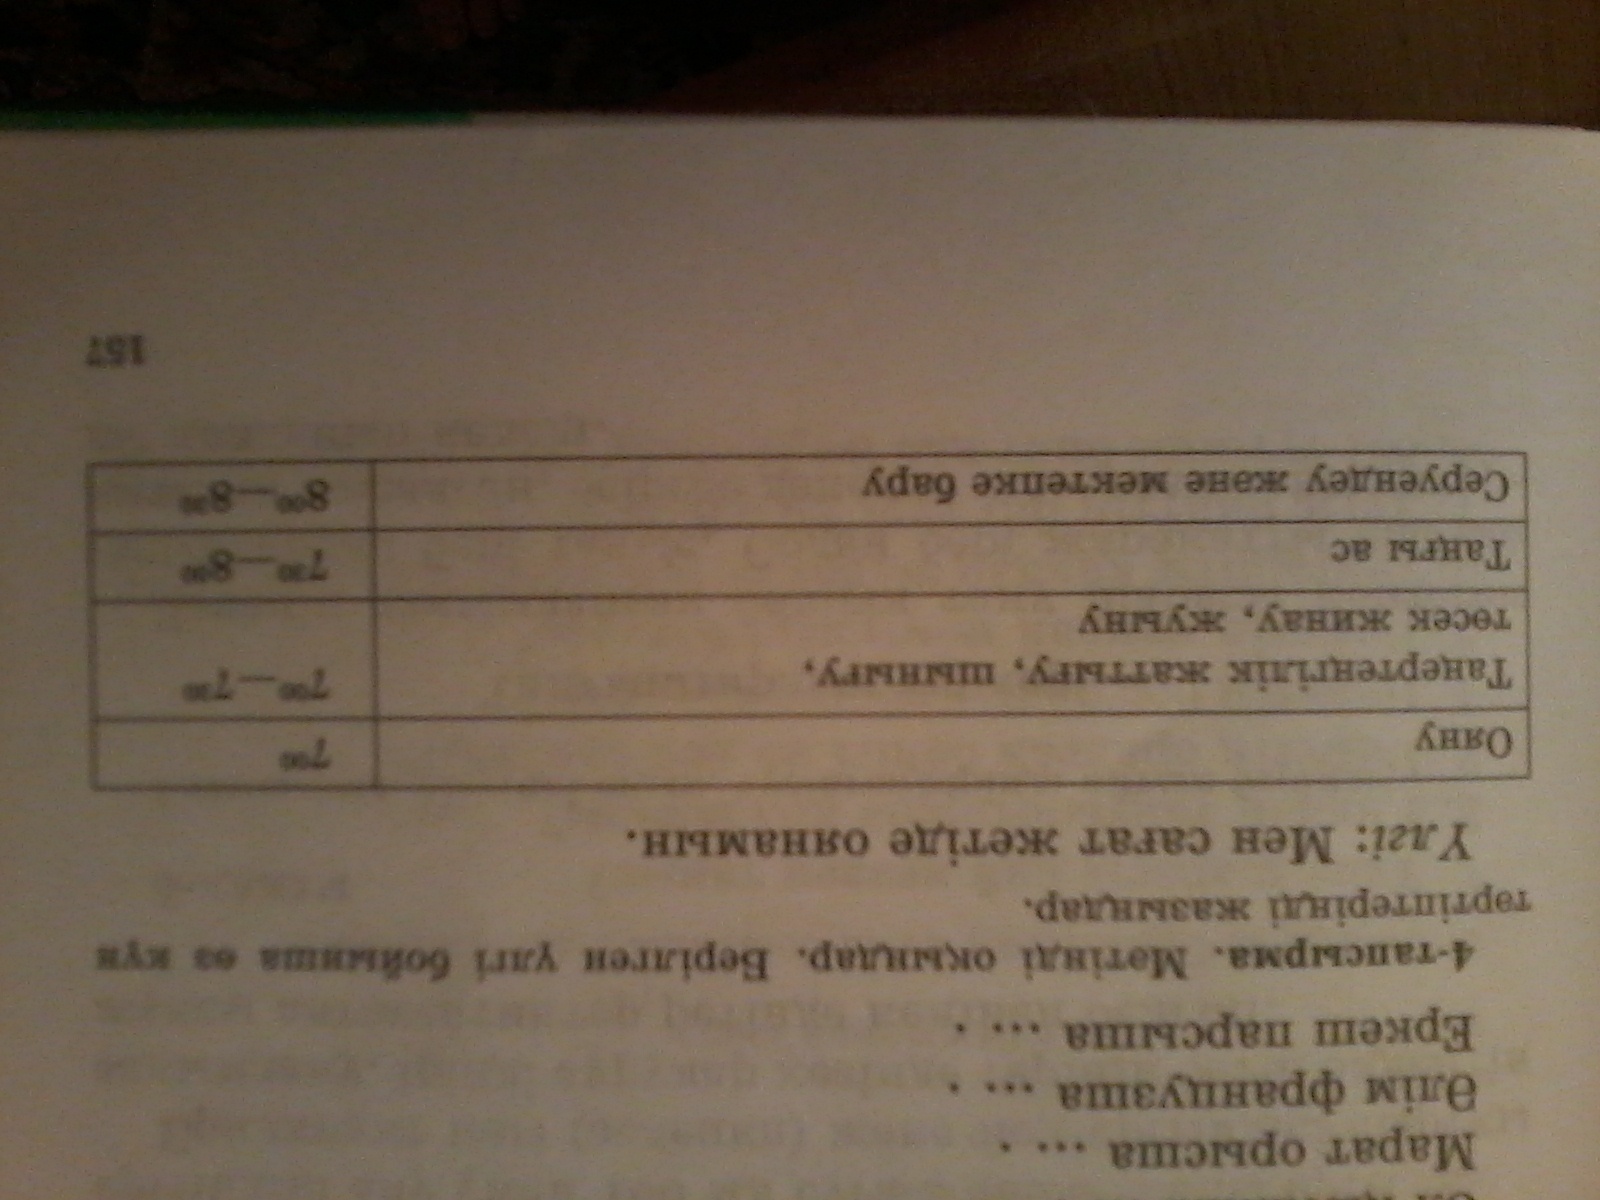 Марат орысша ... .
Әлім французша ... .
Еркеш парсыша ... .
4-тапсырма. Мәтінді оқыңдар. Берілген үлгі бойынша өз күн
тәртіптеріңді жазыңдар.
Үлгі: Мен сағат жетіде оянамын.
Ояну 7⁰⁰
Таңертеңгілік жаттығу, шынығу, 7⁰⁰—7³⁰
төсек жинау, жуыну
Таңғы ас 7³⁰—8⁰⁰
Серуендеу және мектепке бару 8⁰⁰—8³⁰
157